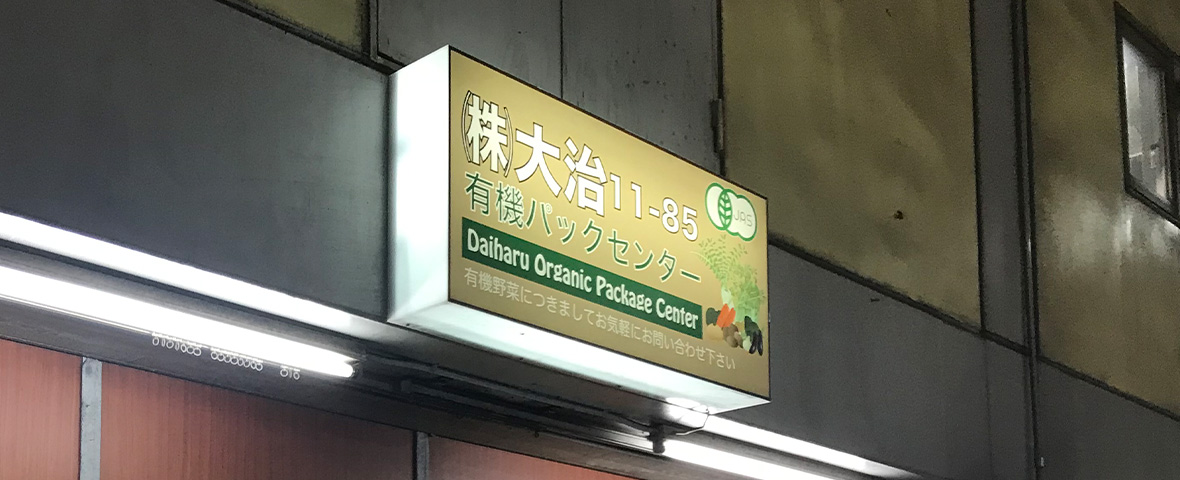 ㈱大治11-85
JAS
有機パックセンター
Daiharu Organic Package Center
有機野菜につきましてお気軽にお問い合わせ下さい